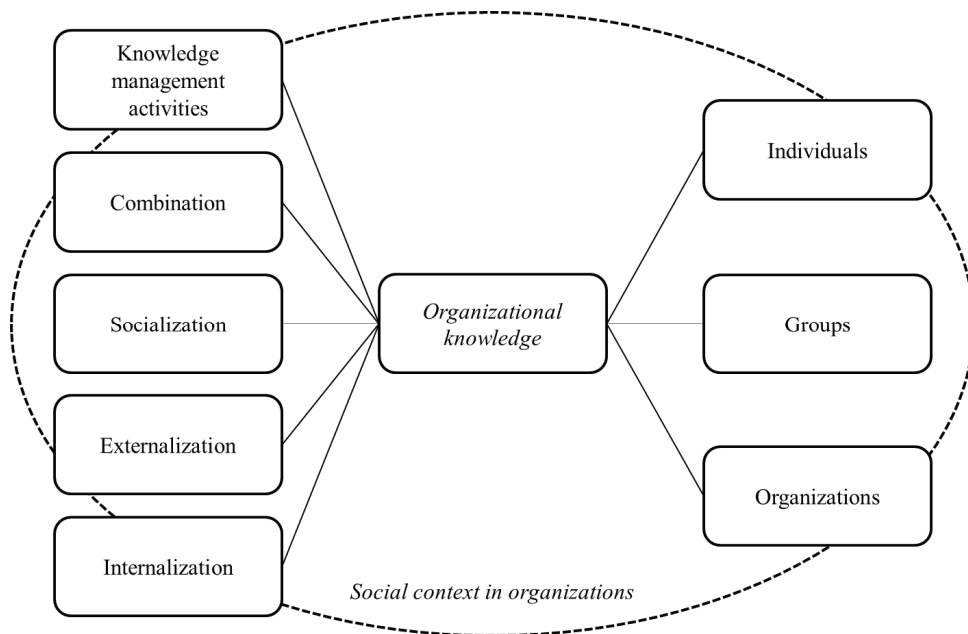 Knowledge
management
activities
Combination
Socialization
Externalization
Internalization
Organizational
knowledge
Individuals
Groups
Organizations
Social context in organizations